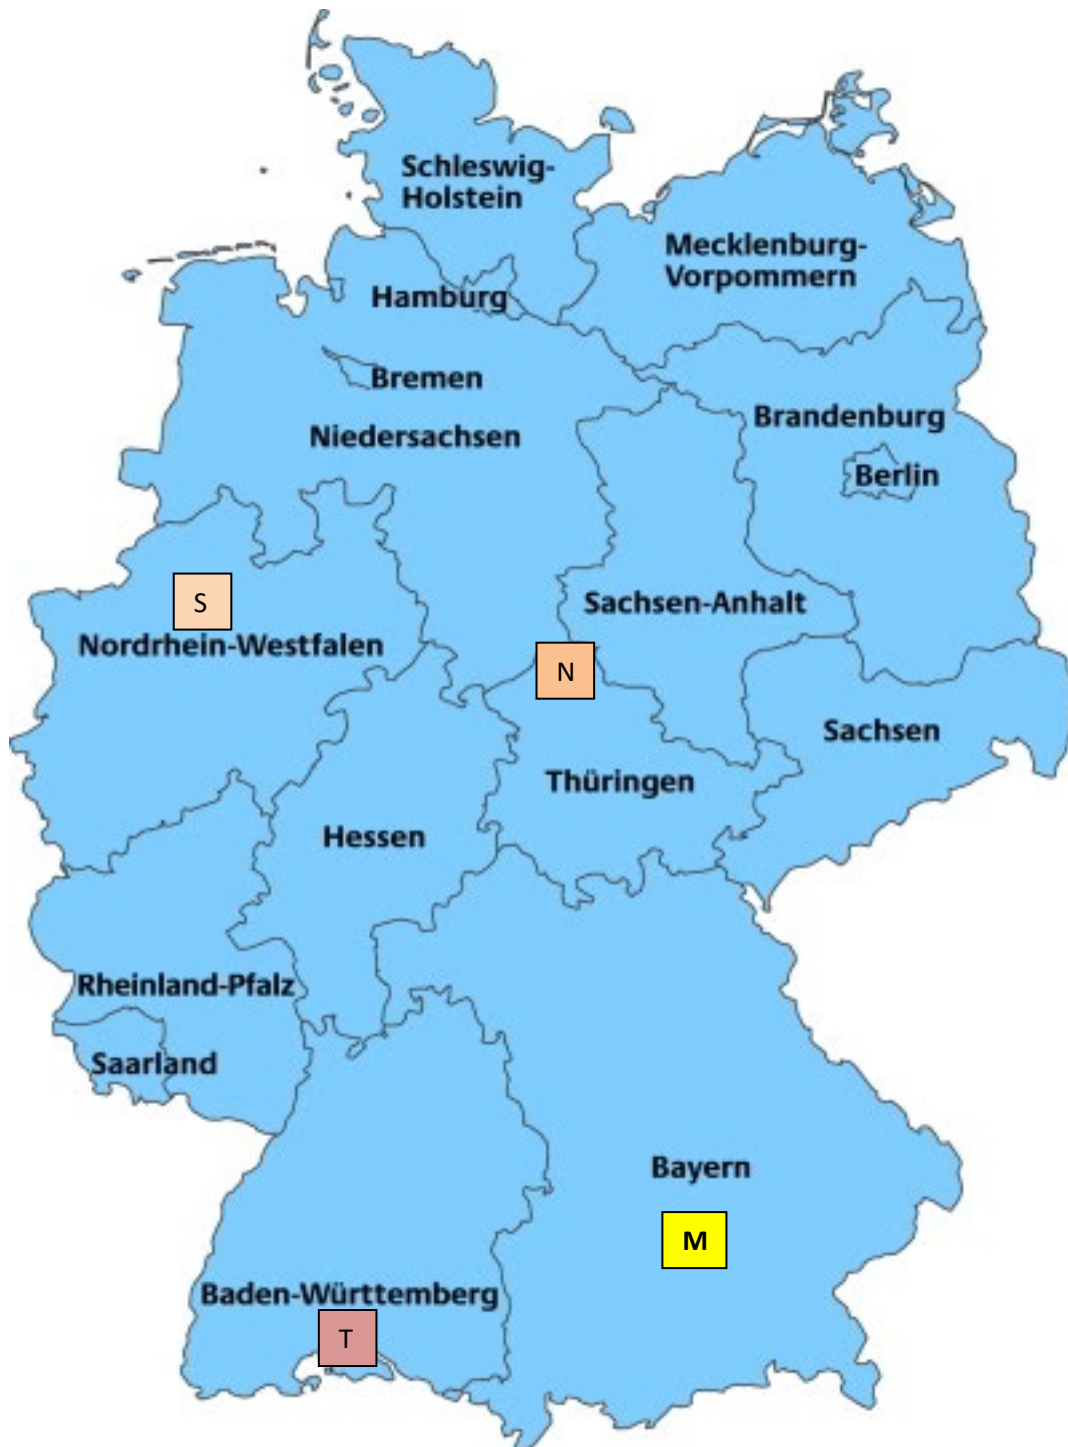 Schleswig-
Holstein
Mecklenburg-
Vorpommern
Hamburg
Bremen
Niedersachsen
Brandenburg
Berlin
S
Sachsen-Anhalt
Nordrhein-Westfalen
N
Sachsen
Thüringen
Hessen
Rheinland-Pfalz
Saarland
Bayern
M
Baden-Württemberg
T